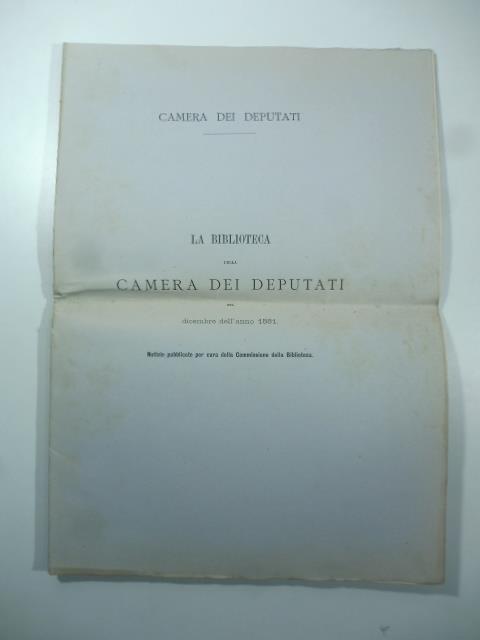 CAMERA DEI DEPUTATI
LA BIBLIOTECA
DELLA
CAMERA DEI DEPUTATI
NEL
dicembre dell'anno 1881.
Notizie pubblicate per cura della Commissione della Biblioteca.